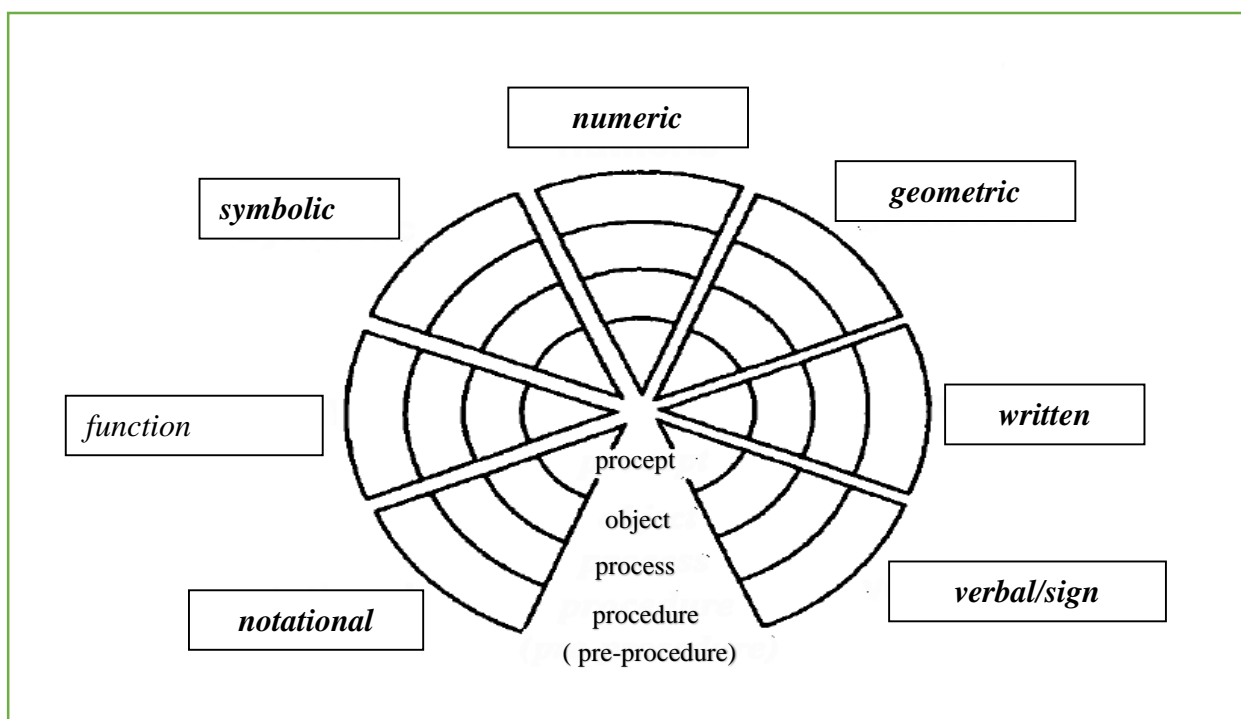 numeric
symbolic
geometric
function
written
procept
object
process
procedure
( pre-procedure)
notational
verbal/sign